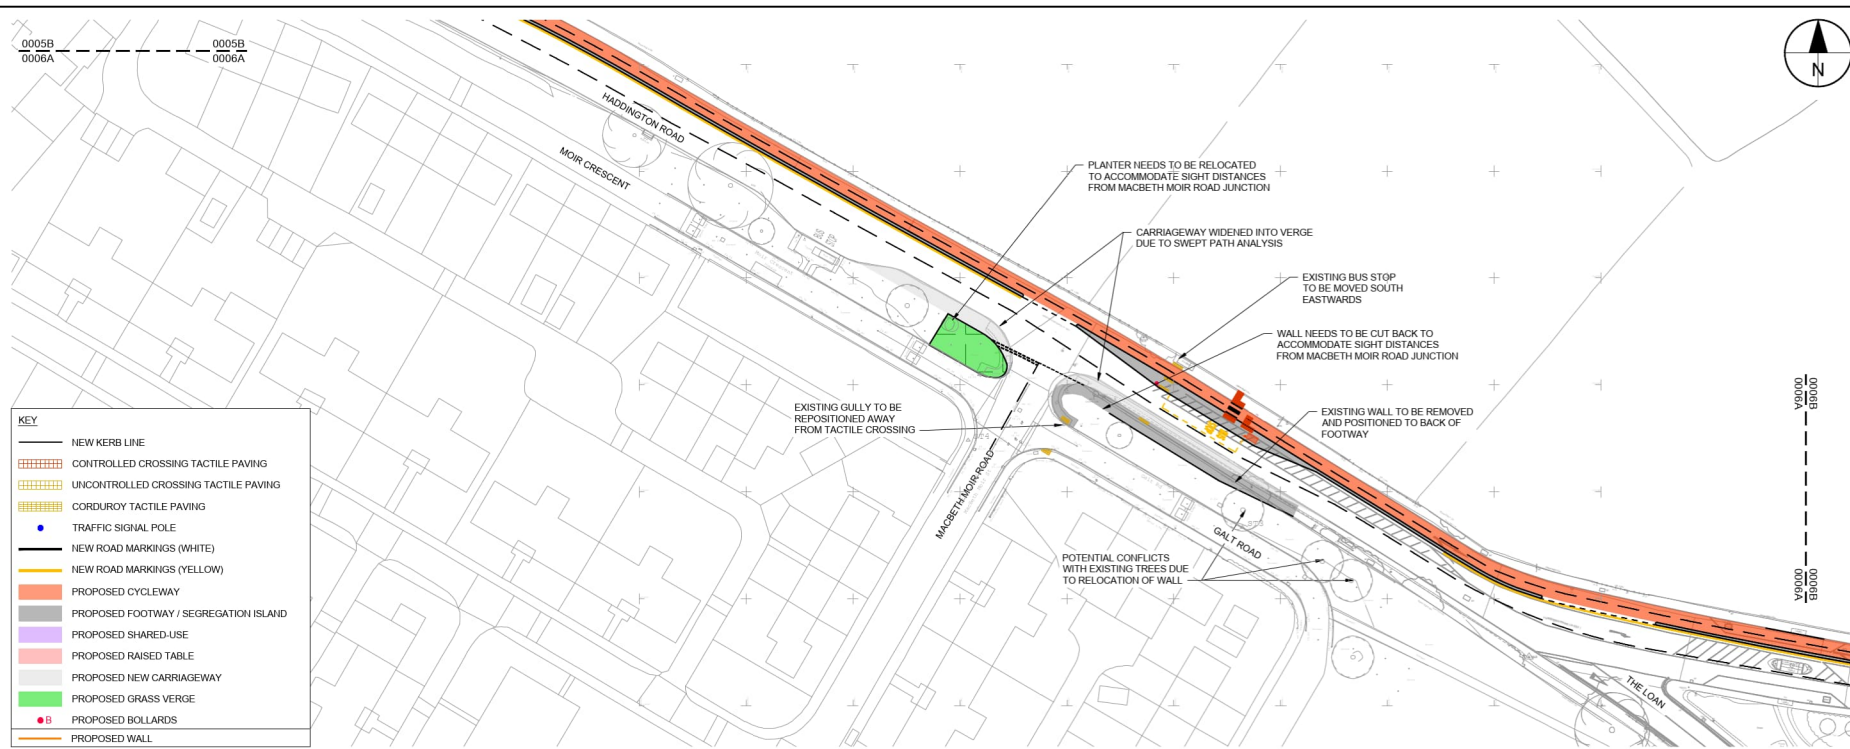 0005B
0006A
0005B
0006A
N
HADDINGTON ROAD
MOIR CRESCENT
PLANTER NEEDS TO BE RELOCATED
TO ACCOMMODATE SIGHT DISTANCES
FROM MACBETH MOIR ROAD JUNCTION
CARRIAGEWAY WIDENED INTO VERGE
DUE TO SWEPT PATH ANALYSIS
EXISTING BUS STOP
TO BE MOVED SOUTH
EASTWARDS
WALL NEEDS TO BE CUT BACK TO
ACCOMMODATE SIGHT DISTANCES
FROM MACBETH MOIR ROAD JUNCTION
EXISTING GULLY TO BE
REPOSITIONED AWAY
FROM TACTILE CROSSING
EXISTING WALL TO BE REMOVED
AND POSITIONED TO BACK OF
FOOTWAY
0006B
0006A
MACBETH MOIR ROAD
GALT ROAD
POTENTIAL CONFLICTS
WITH EXISTING TREES DUE
TO RELOCATION OF WALL
0006B
0006A
THE LOAN
KEY
NEW KERB LINE
CONTROLLED CROSSING TACTILE PAVING
UNCONTROLLED CROSSING TACTILE PAVING
CORDUROY TACTILE PAVING
TRAFFIC SIGNAL POLE
NEW ROAD MARKINGS (WHITE)
NEW ROAD MARKINGS (YELLOW)
PROPOSED CYCLEWAY
PROPOSED FOOTWAY / SEGREGATION ISLAND
PROPOSED SHARED-USE
PROPOSED RAISED TABLE
PROPOSED NEW CARRIAGEWAY
PROPOSED GRASS VERGE
B PROPOSED BOLLARDS
PROPOSED WALL